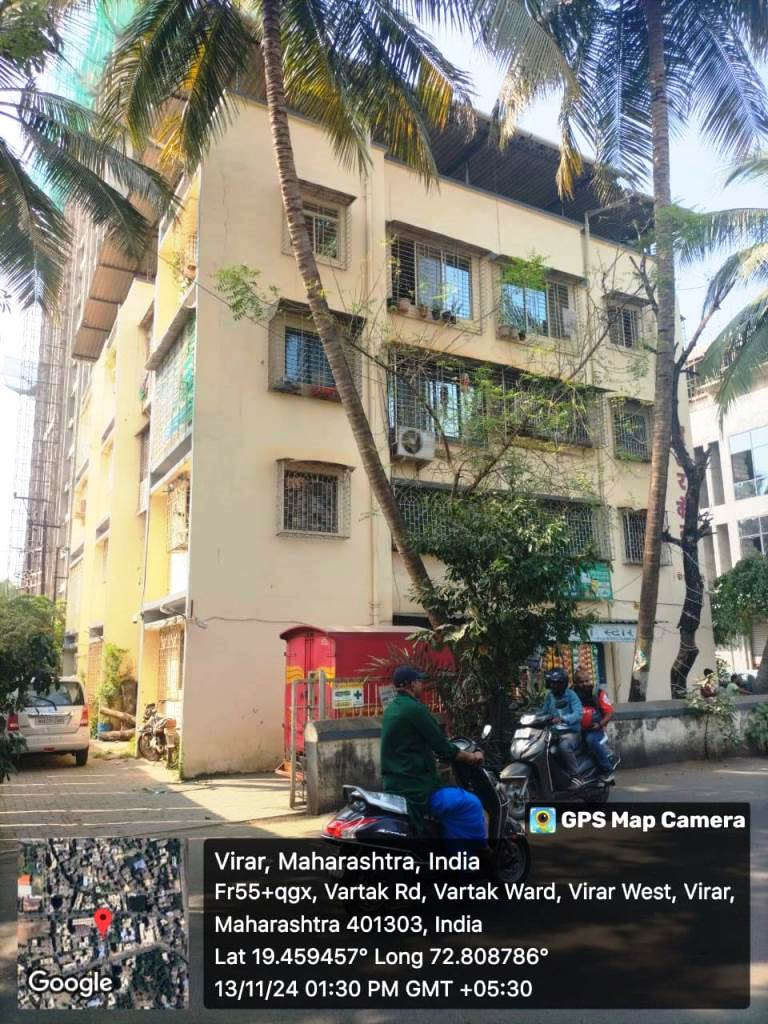 स्टार
GPS Map Camera
Virar, Maharashtra, India
Fr55+qgx, Vartak Rd, Vartak Ward, Virar West, Virar,
Maharashtra 401303, India
Lat 19.459457° Long 72.808786°
13/11/24 01:30 PM GMT +05:30
Google